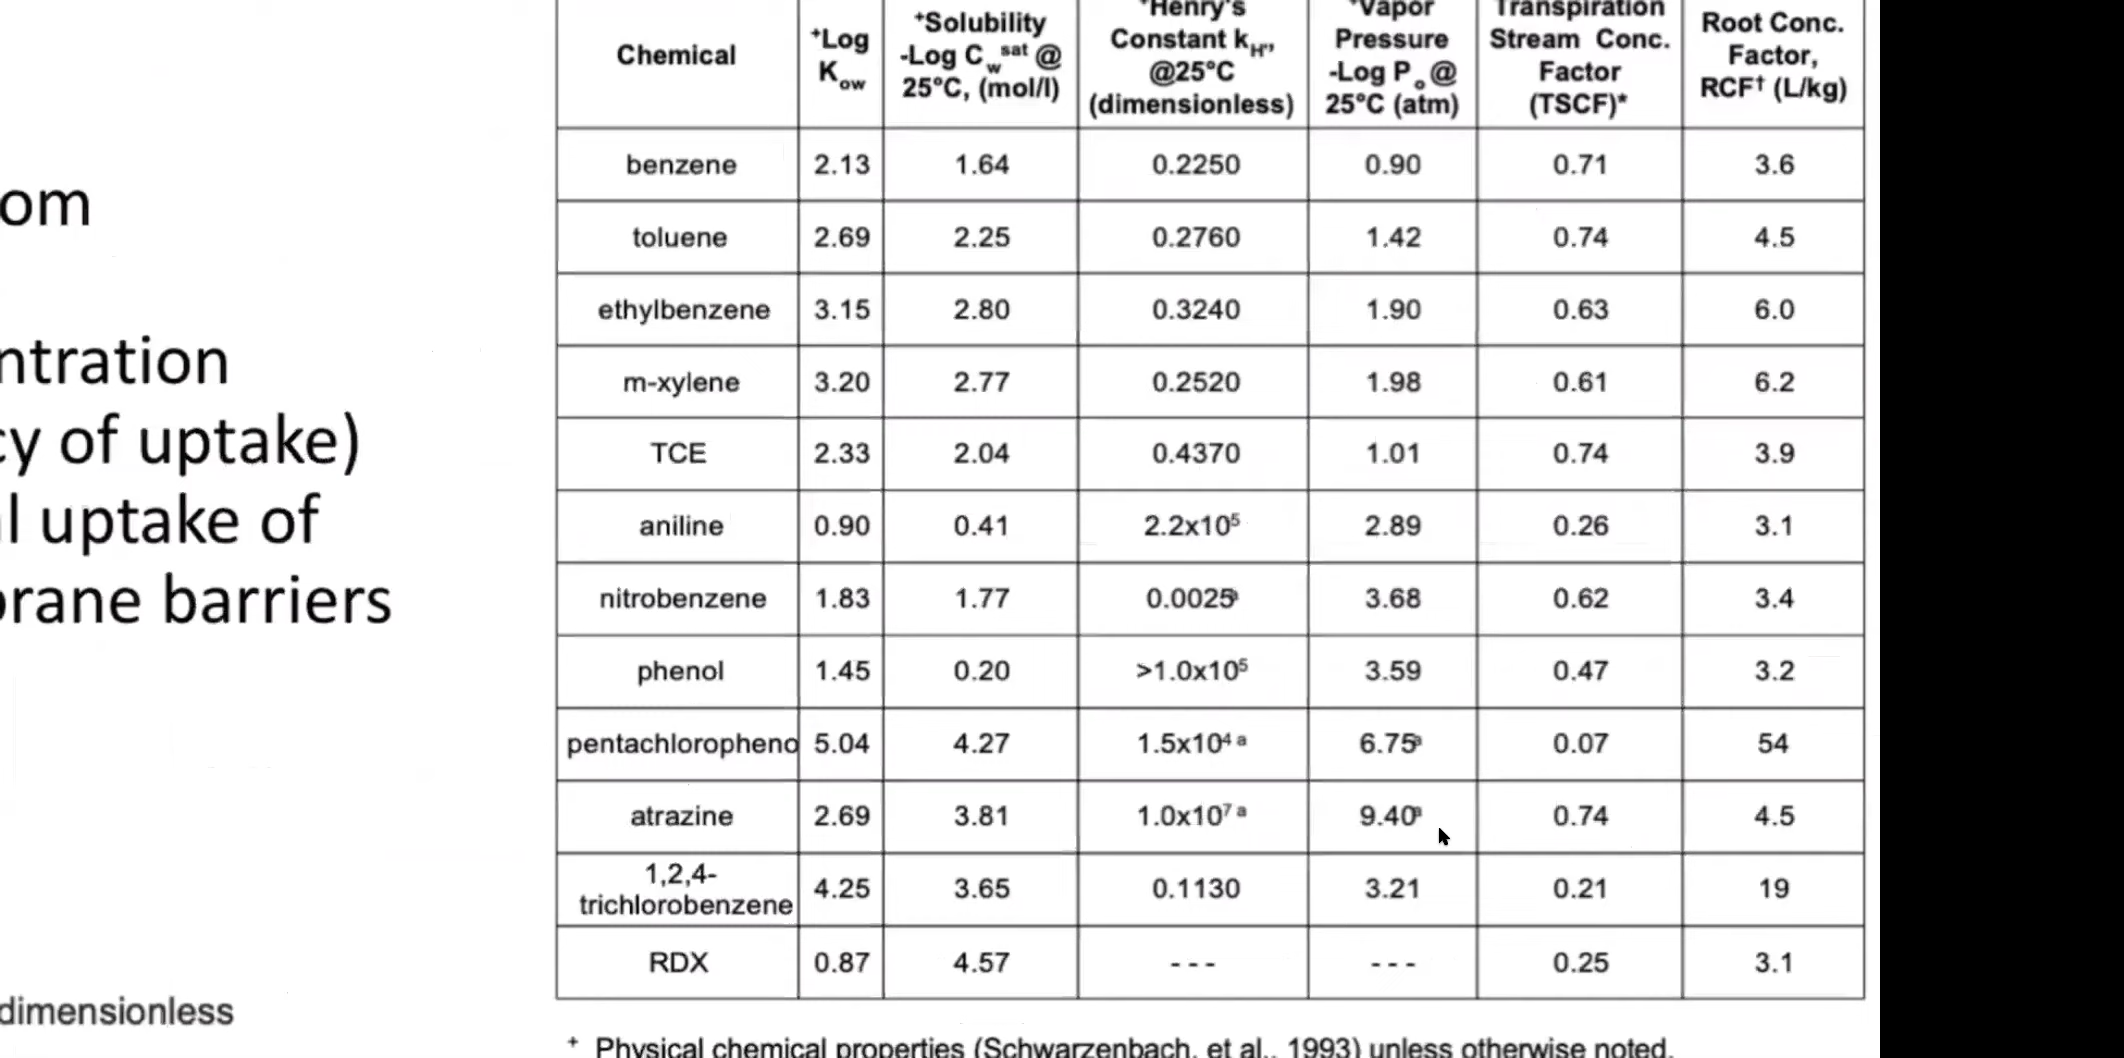 om
ntration
cy of uptake)
l uptake of
brane barriers
dimensionless
Chemical | +Log Kow | +Solubility -Log Cw sat @ 25°C, (mol/l) | +Henry's Constant kH', @25°C (dimensionless) | +Vapor Pressure -Log Po @ 25°C (atm) | Transpiration Stream Conc. Factor (TSCF)* | Root Conc. Factor, RCF† (L/kg)
benzene | 2.13 | 1.64 | 0.2250 | 0.90 | 0.71 | 3.6
toluene | 2.69 | 2.25 | 0.2760 | 1.42 | 0.74 | 4.5
ethylbenzene | 3.15 | 2.80 | 0.3240 | 1.90 | 0.63 | 6.0
m-xylene | 3.20 | 2.77 | 0.2520 | 1.98 | 0.61 | 6.2
TCE | 2.33 | 2.04 | 0.4370 | 1.01 | 0.74 | 3.9
aniline | 0.90 | 0.41 | 2.2x10⁵ | 2.89 | 0.26 | 3.1
nitrobenzene | 1.83 | 1.77 | 0.0025ᵃ | 3.68 | 0.62 | 3.4
phenol | 1.45 | 0.20 | >1.0x10⁵ | 3.59 | 0.47 | 3.2
pentachloropheno | 5.04 | 4.27 | 1.5x10⁴ ᵃ | 6.75ᵃ | 0.07 | 54
atrazine | 2.69 | 3.81 | 1.0x10⁷ ᵃ | 9.40ᵃ | 0.74 | 4.5
1,2,4-trichlorobenzene | 4.25 | 3.65 | 0.1130 | 3.21 | 0.21 | 19
RDX | 0.87 | 4.57 | --- | --- | 0.25 | 3.1
+ Physical chemical properties (Schwarzenbach, et al., 1993) unless otherwise noted.